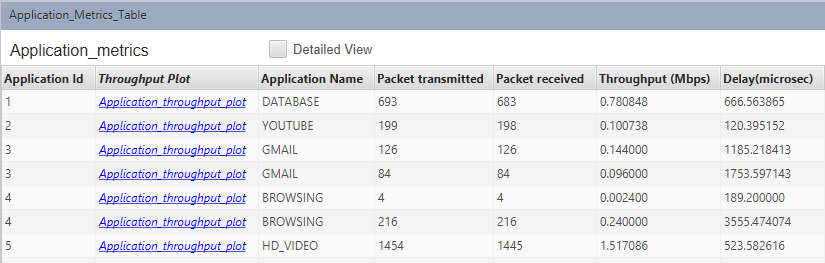 Application_Metrics_Table
Application_metrics Detailed View
Application Id Throughput Plot Application Name Packet transmitted Packet received Throughput (Mbps) Delay(microsec)
1 Application_throughput_plot DATABASE 693 683 0.780848 666.563865
2 Application_throughput_plot YOUTUBE 199 198 0.100738 120.395152
3 Application_throughput_plot GMAIL 126 126 0.144000 1185.218413
3 Application_throughput_plot GMAIL 84 84 0.096000 1753.597143
4 Application_throughput_plot BROWSING 4 4 0.002400 189.200000
4 Application_throughput_plot BROWSING 216 216 0.240000 3555.474074
5 Application_throughput_plot HD_VIDEO 1454 1445 1.517086 523.582616